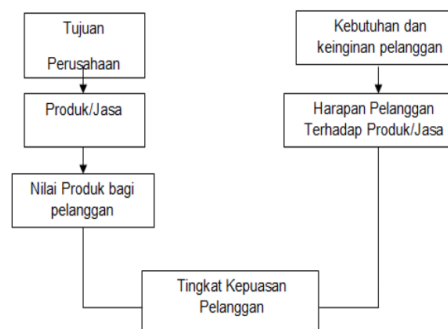 Tujuan
Perusahaan
Kebutuhan dan
keinginan pelanggan
Produk/Jasa
Harapan Pelanggan
Terhadap Produk/Jasa
Nilai Produk bagi
pelanggan
Tingkat Kepuasan
Pelanggan